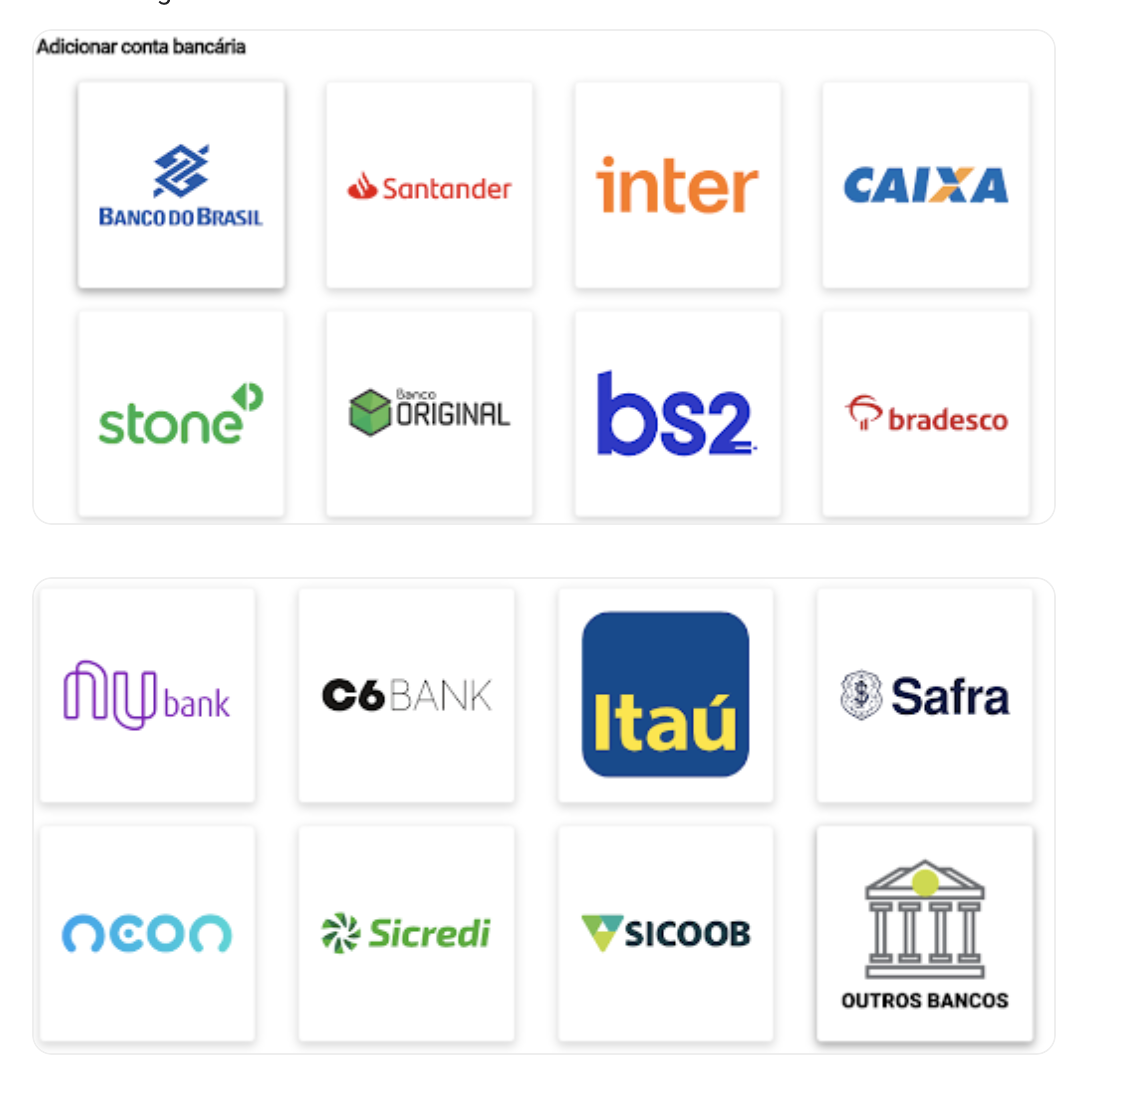 Adicionar conta bancária
BANCO DO BRASIL
Santander
inter
CAIXA
stone
Banco
ORIGINAL
bs2
bradesco
nu bank
C6 BANK
Itaú
Safra
neon
Sicredi
SICOOB
OUTROS BANCOS